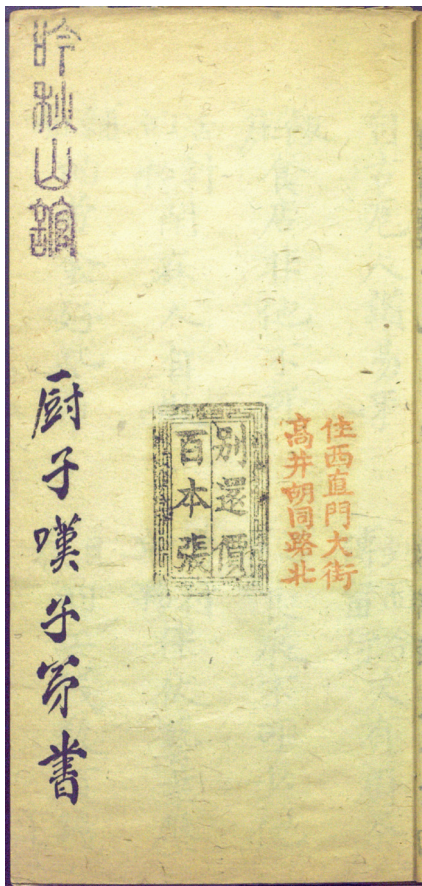 住西直門大街
高井胡同路北
別還價
百本張
吟秋山館
厨子嘆子弟書